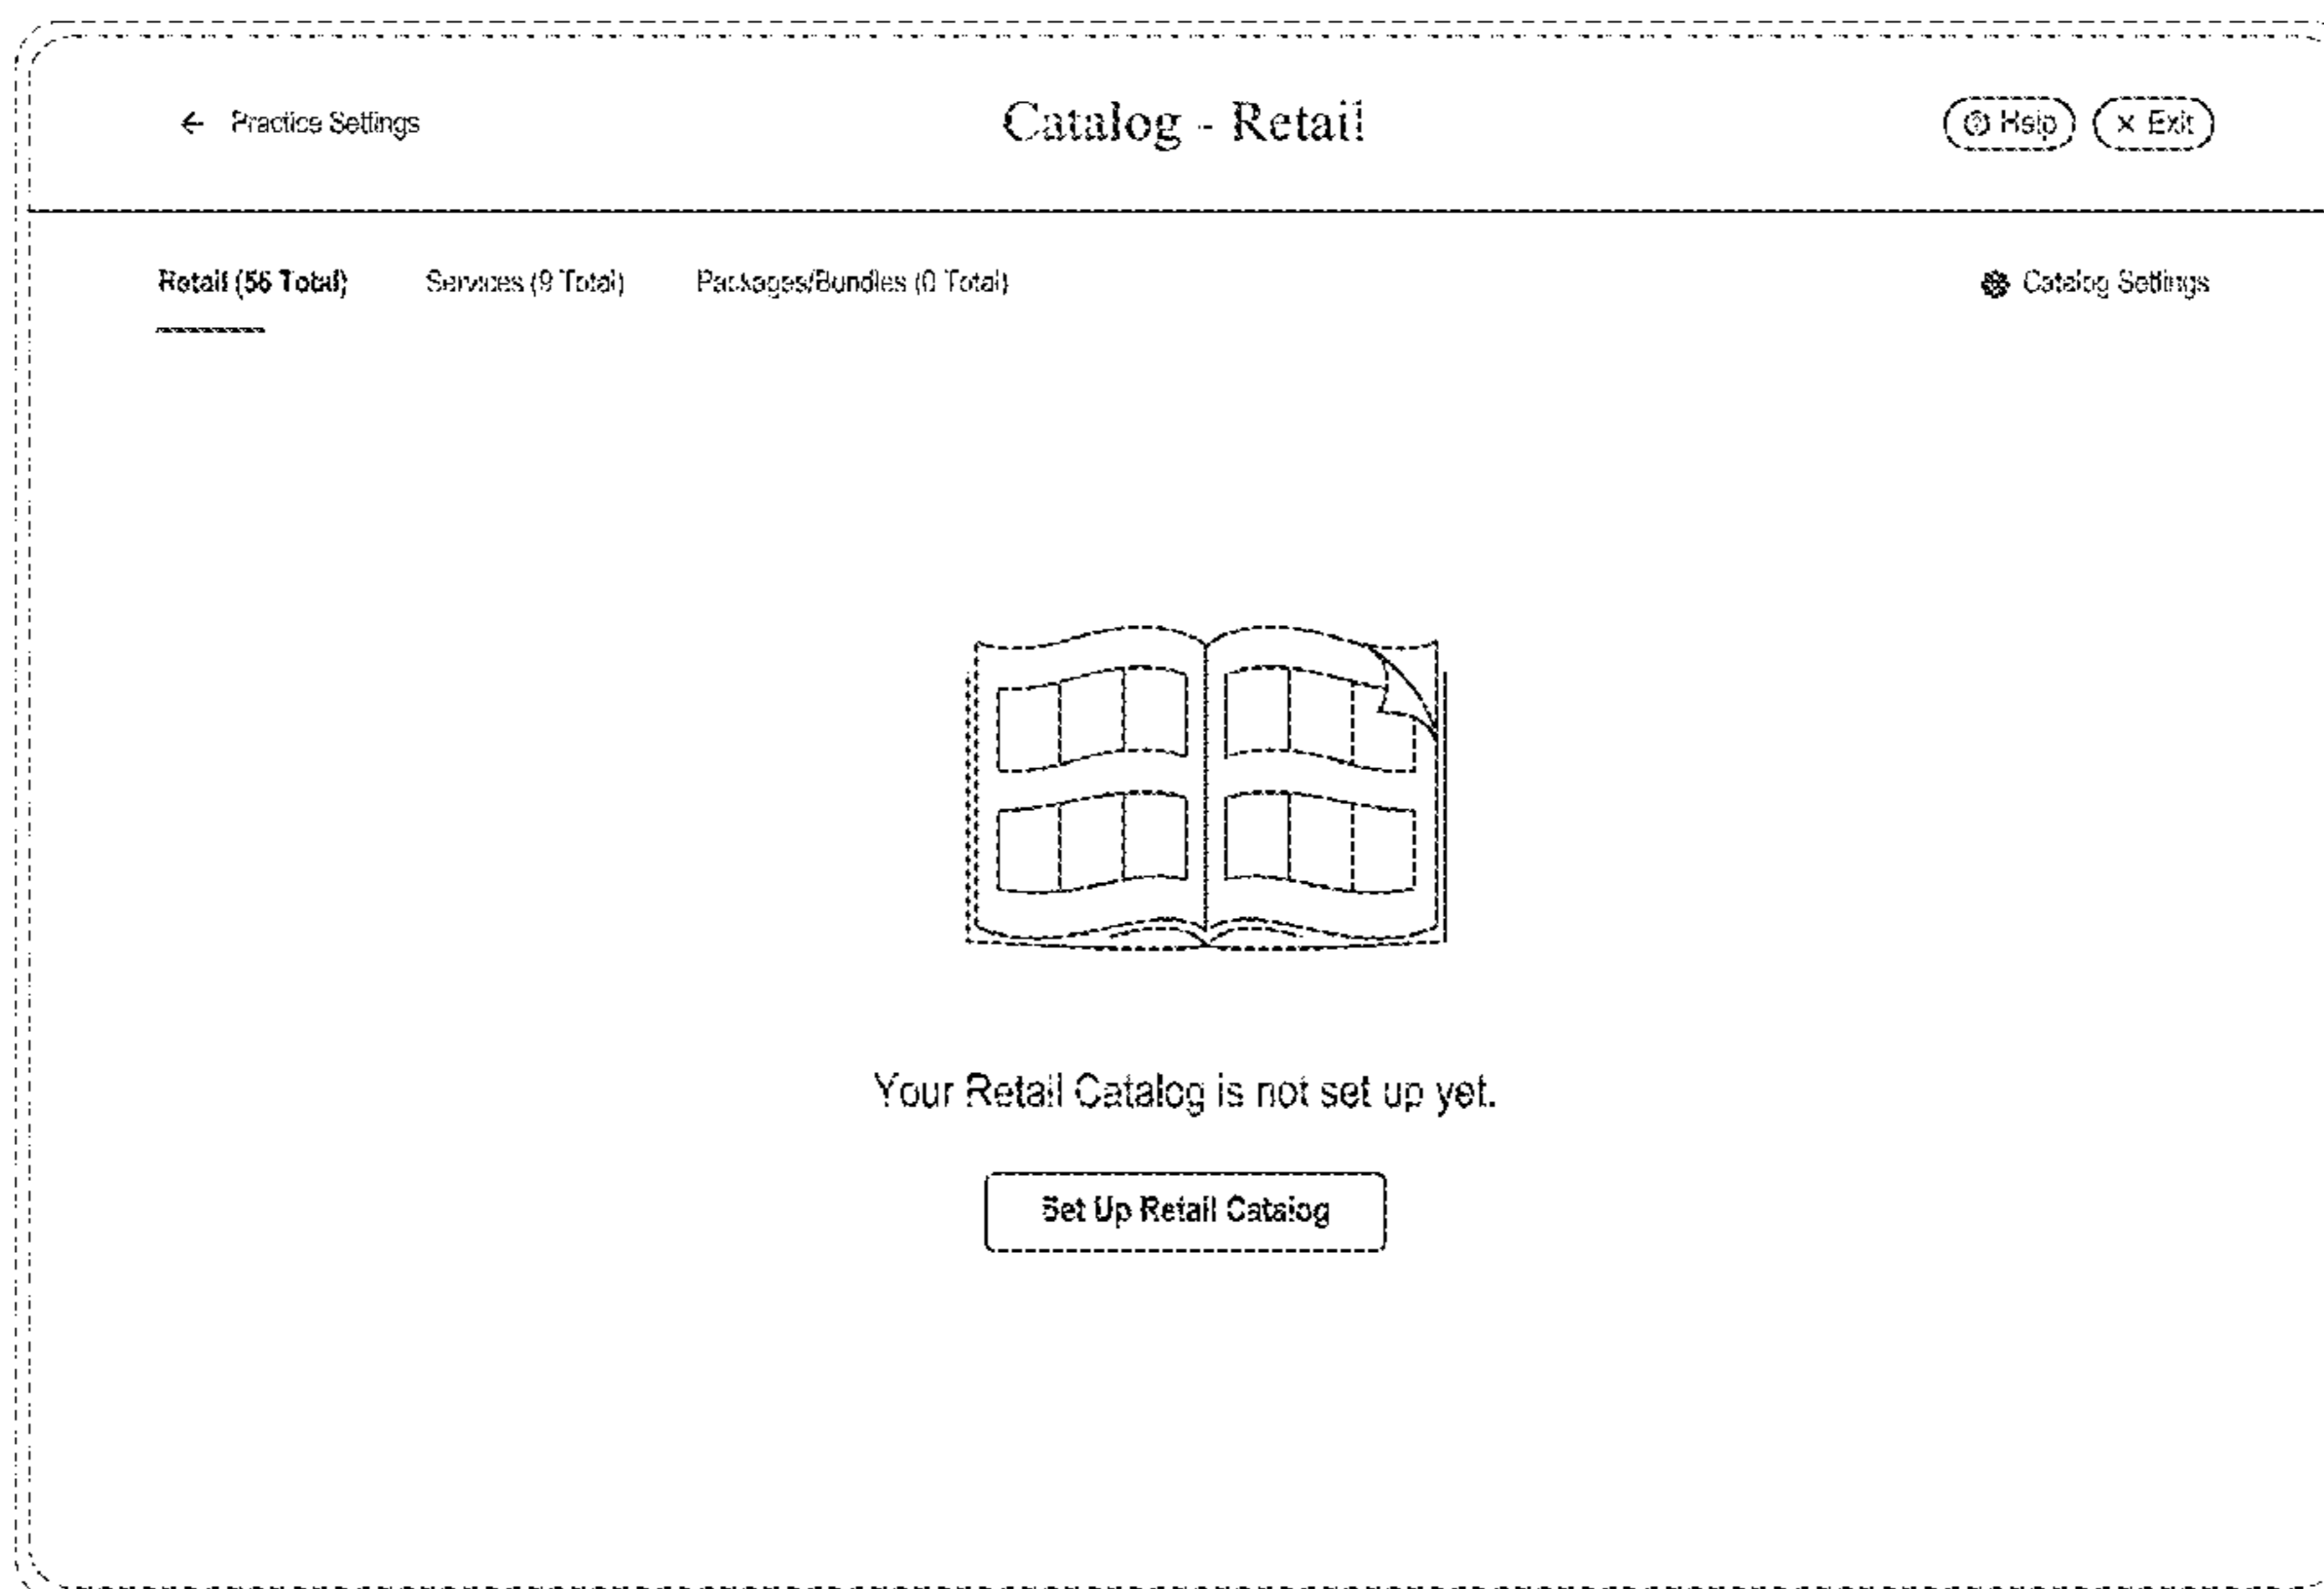 ← Practice Settings
Catalog - Retail
Help
× Exit
Retail (56 Total)
Services (9 Total)
Packages/Bundles (0 Total)
Catalog Settings
Your Retail Catalog is not set up yet.
Set Up Retail Catalog